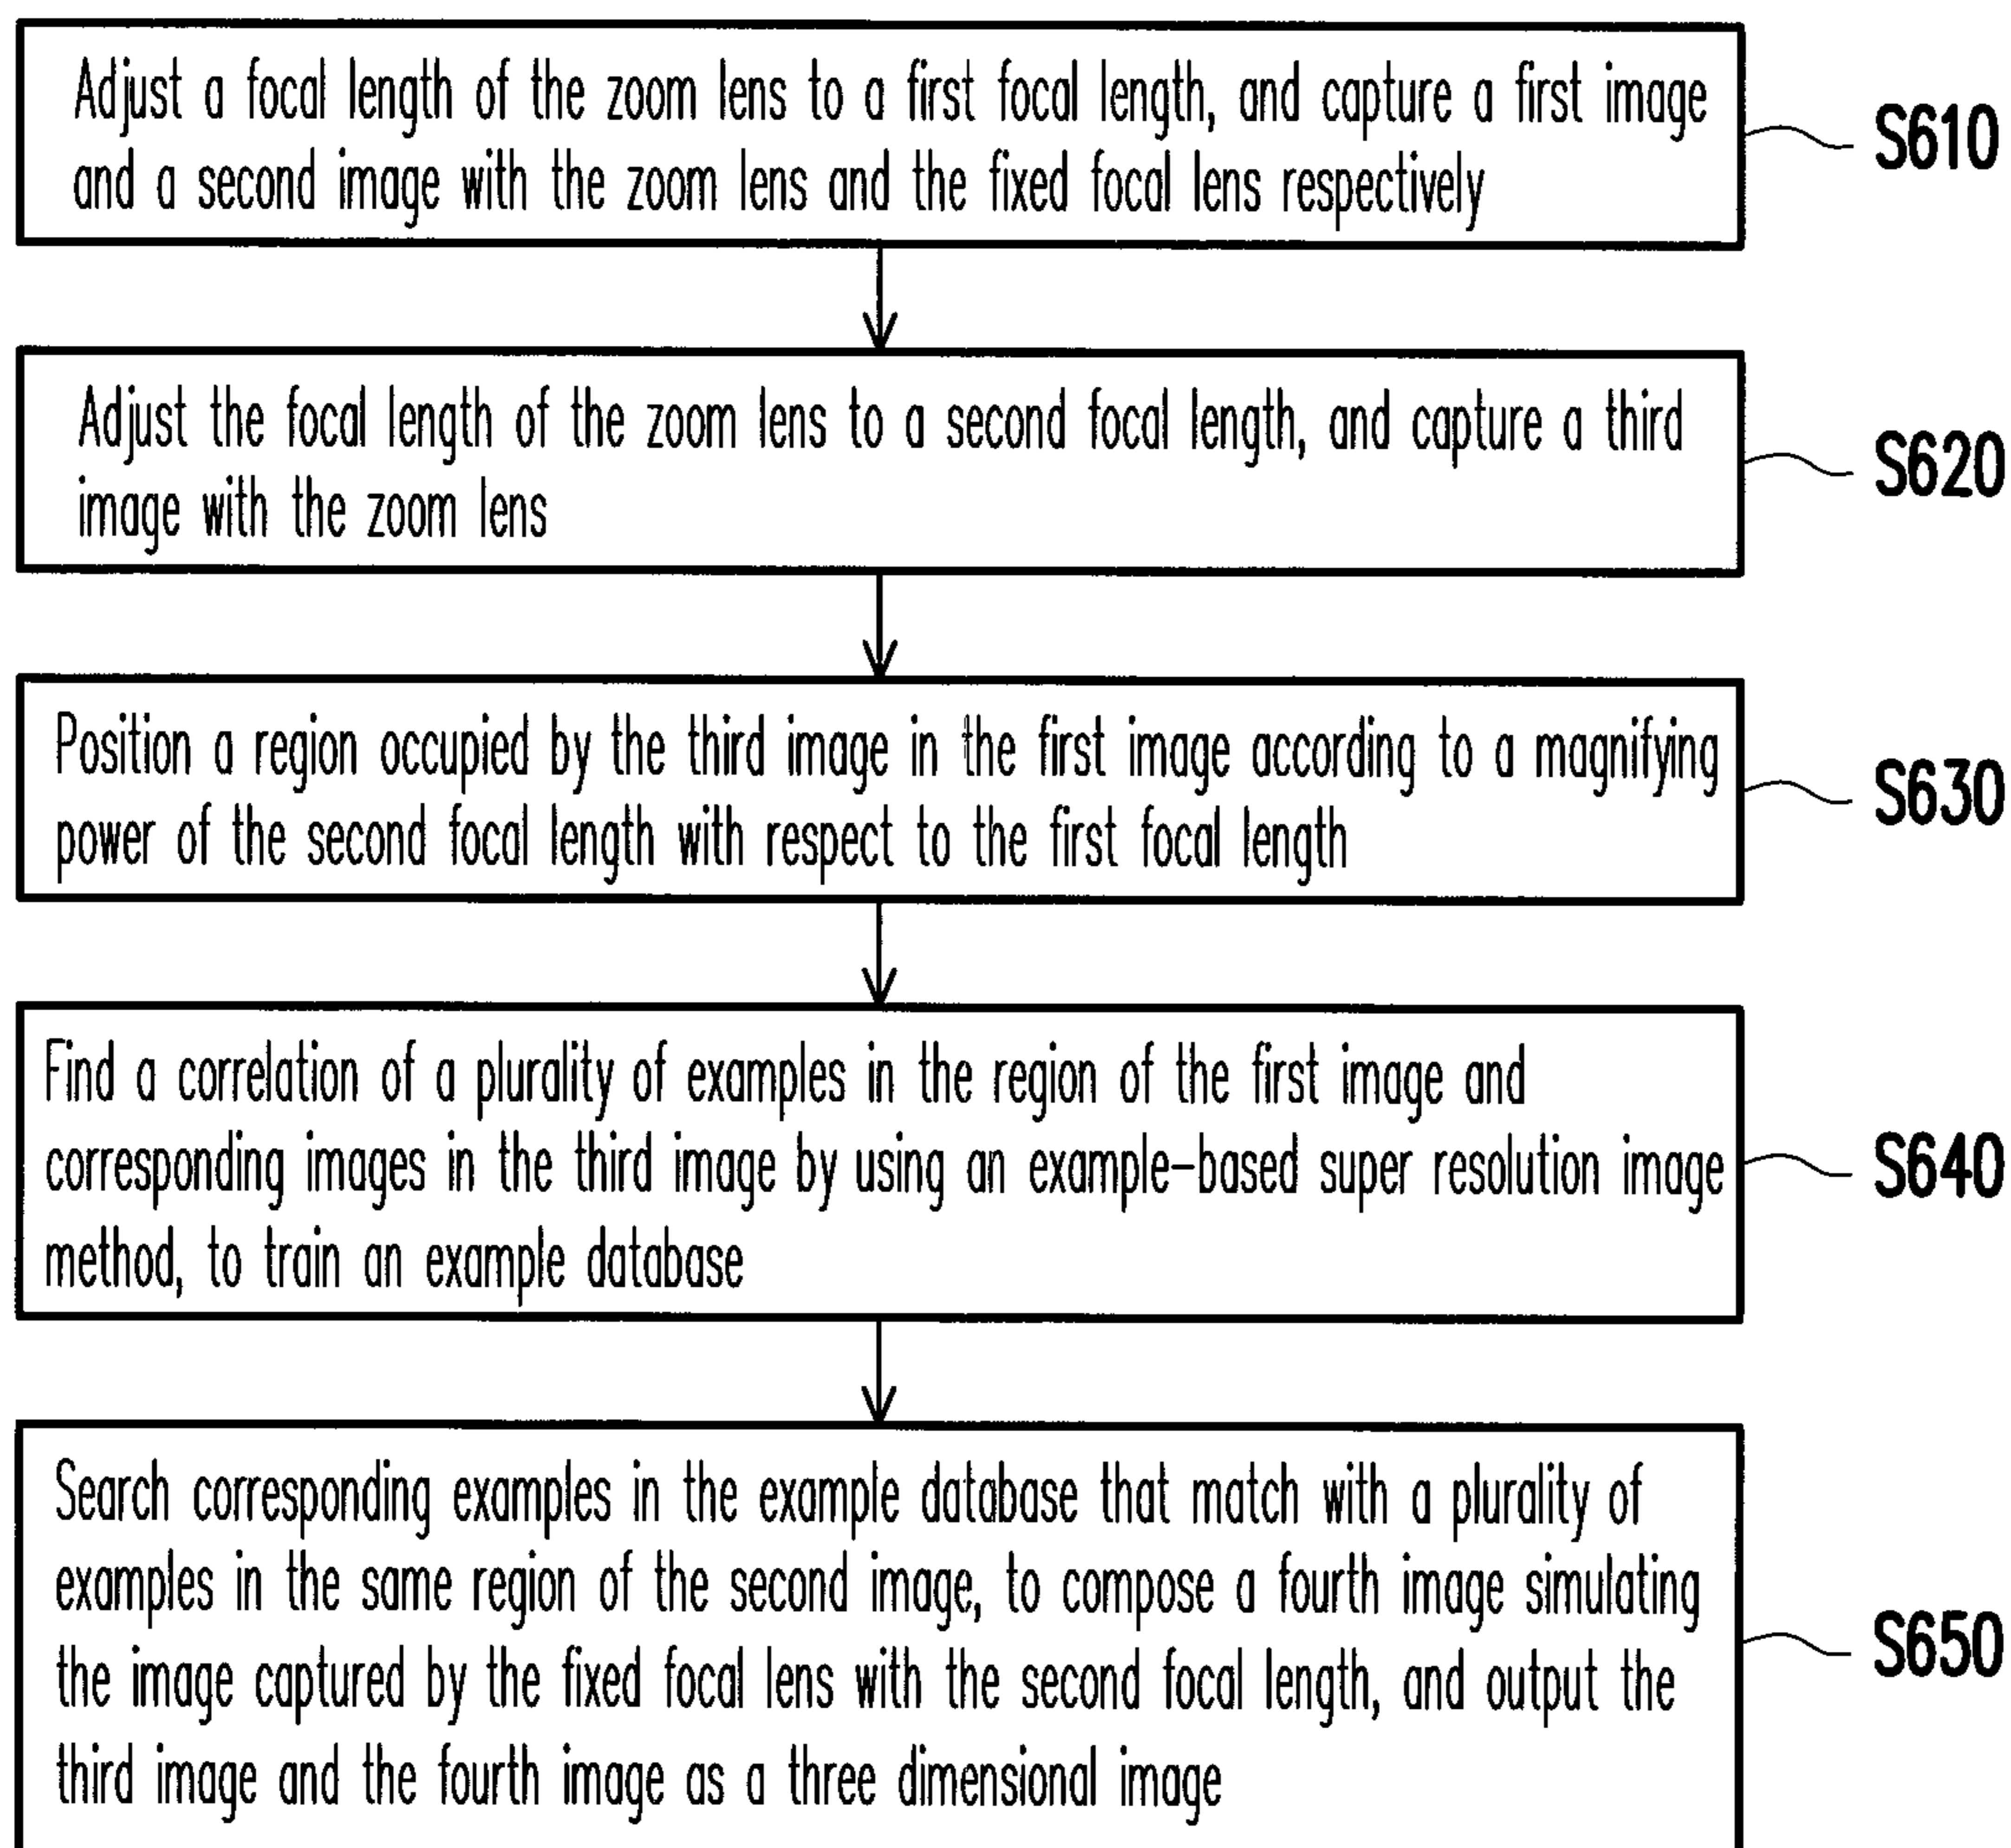 Adjust a focal length of the zoom lens to a first focal length, and capture a first image
and a second image with the zoom lens and the fixed focal lens respectively
S610
Adjust the focal length of the zoom lens to a second focal length, and capture a third
image with the zoom lens
S620
Position a region occupied by the third image in the first image according to a magnifying
power of the second focal length with respect to the first focal length
S630
Find a correlation of a plurality of examples in the region of the first image and
corresponding images in the third image by using an example-based super resolution image
method, to train an example database
S640
Search corresponding examples in the example database that match with a plurality of
examples in the same region of the second image, to compose a fourth image simulating
the image captured by the fixed focal lens with the second focal length, and output the
third image and the fourth image as a three dimensional image
S650